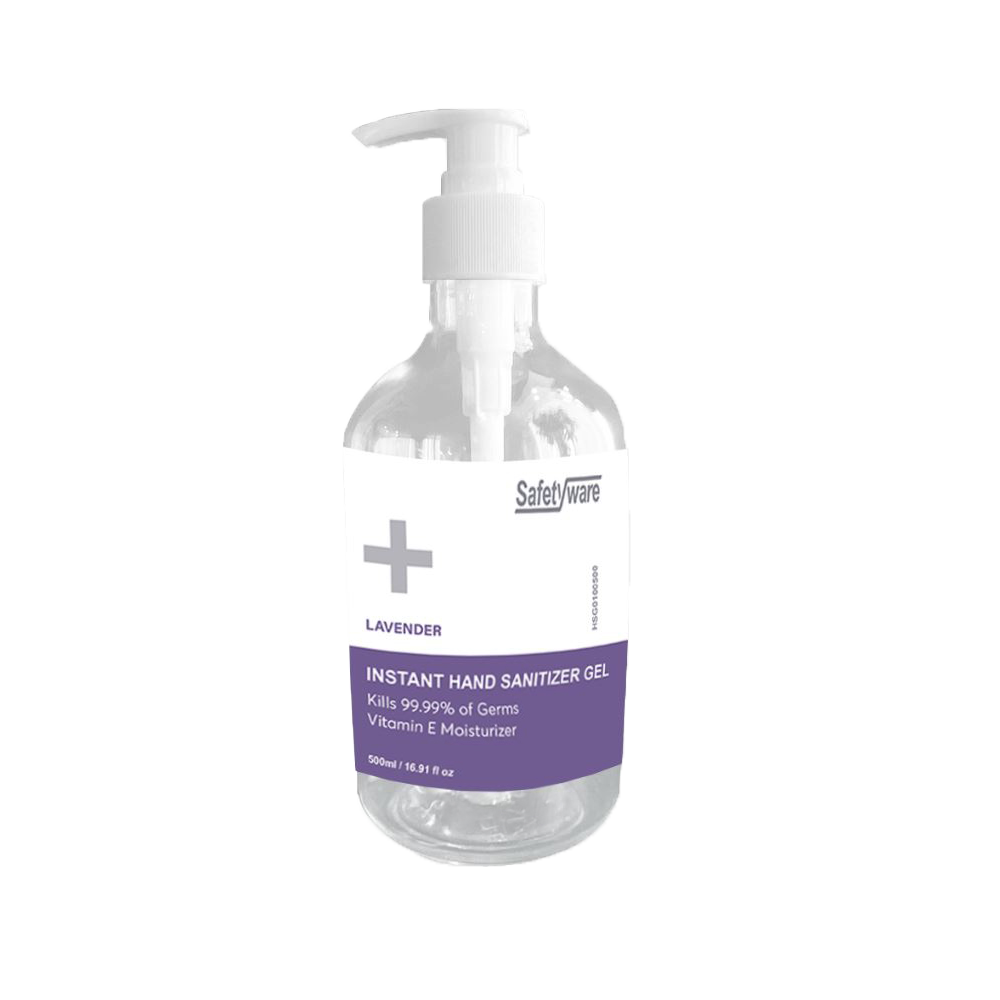 Safetyware
HSG0100500
LAVENDER
INSTANT HAND SANITIZER GEL
Kills 99.99% of Germs
Vitamin E Moisturizer
500ml / 16.91 fl oz